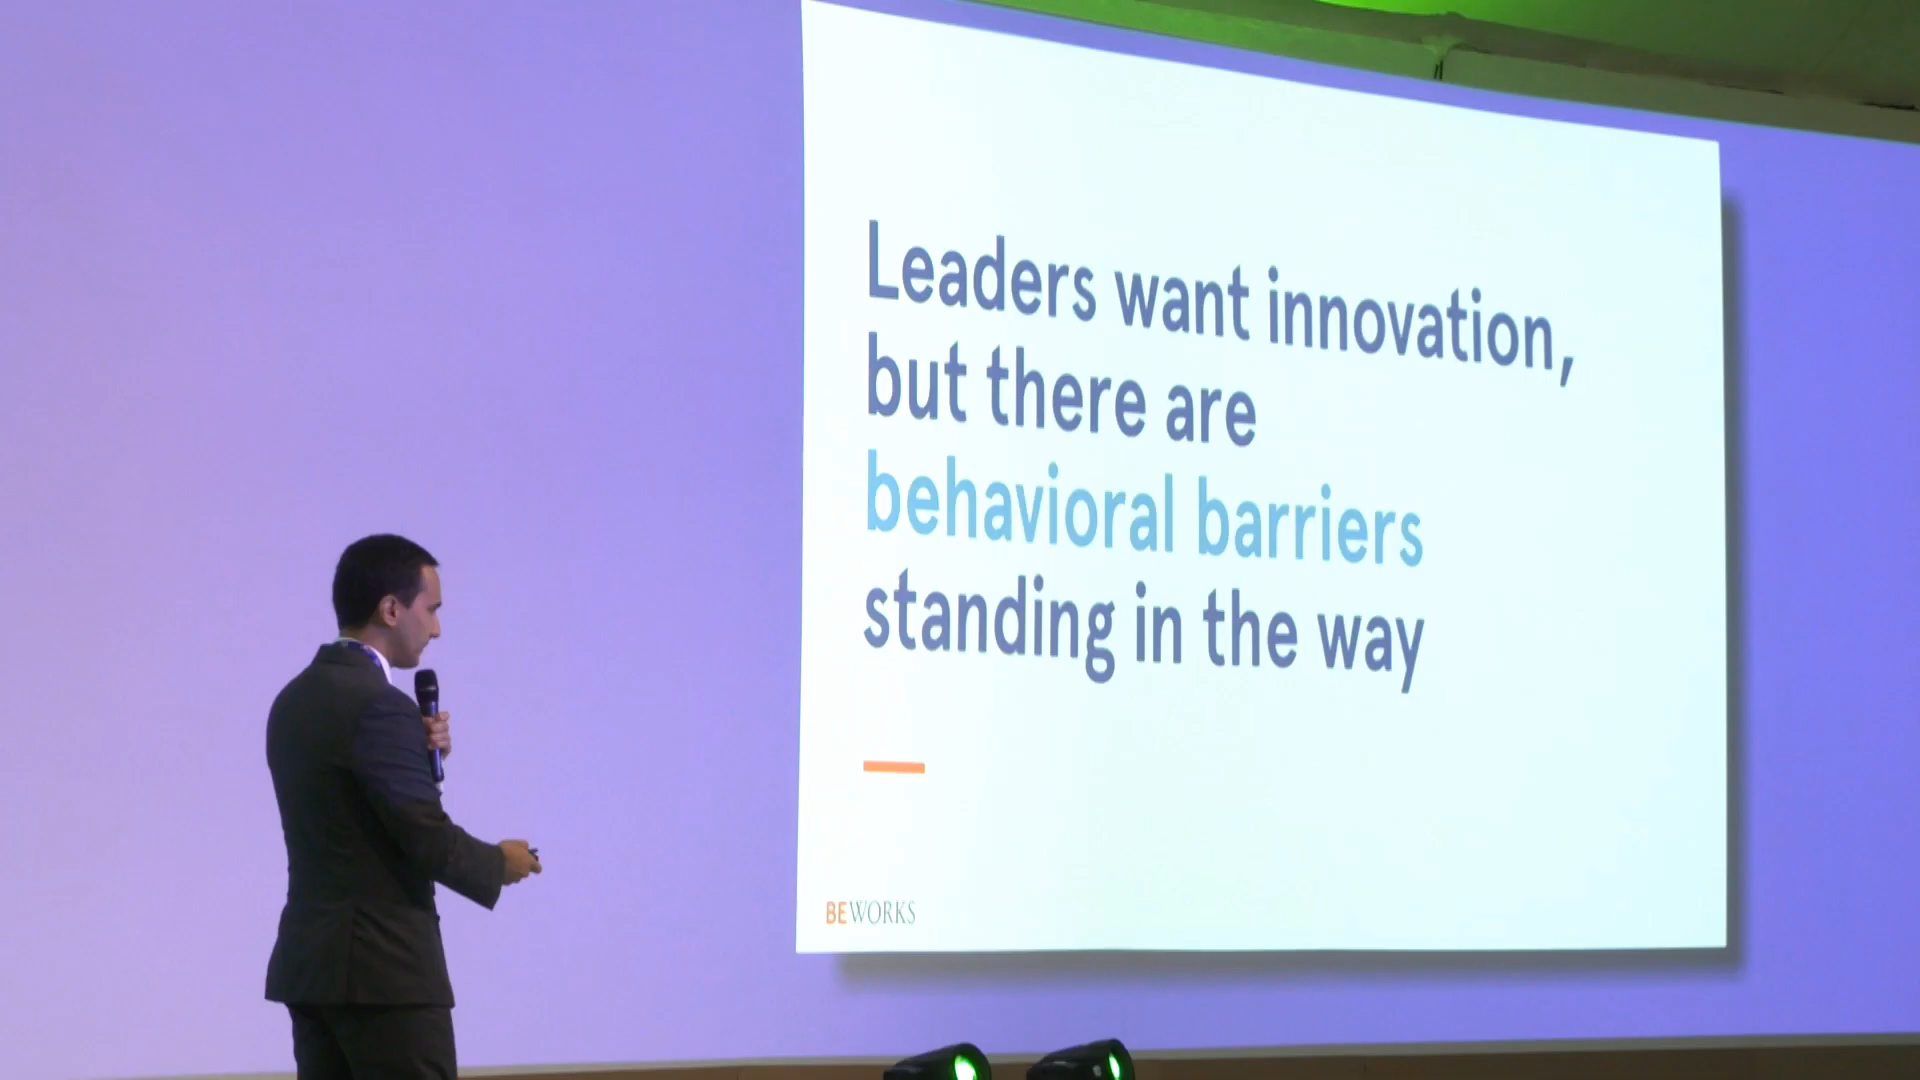 Leaders want innovation,
but there are
behavioral barriers
standing in the way
BEWORKS